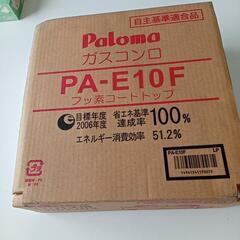 自主基準適合品
Paloma
ガスコンロ
PA-E10F
フッ素コートトップ
目標年度 2006年度
省エネ基準達成率 100%
エネルギー消費効率 51.2%
PA-E10F LP